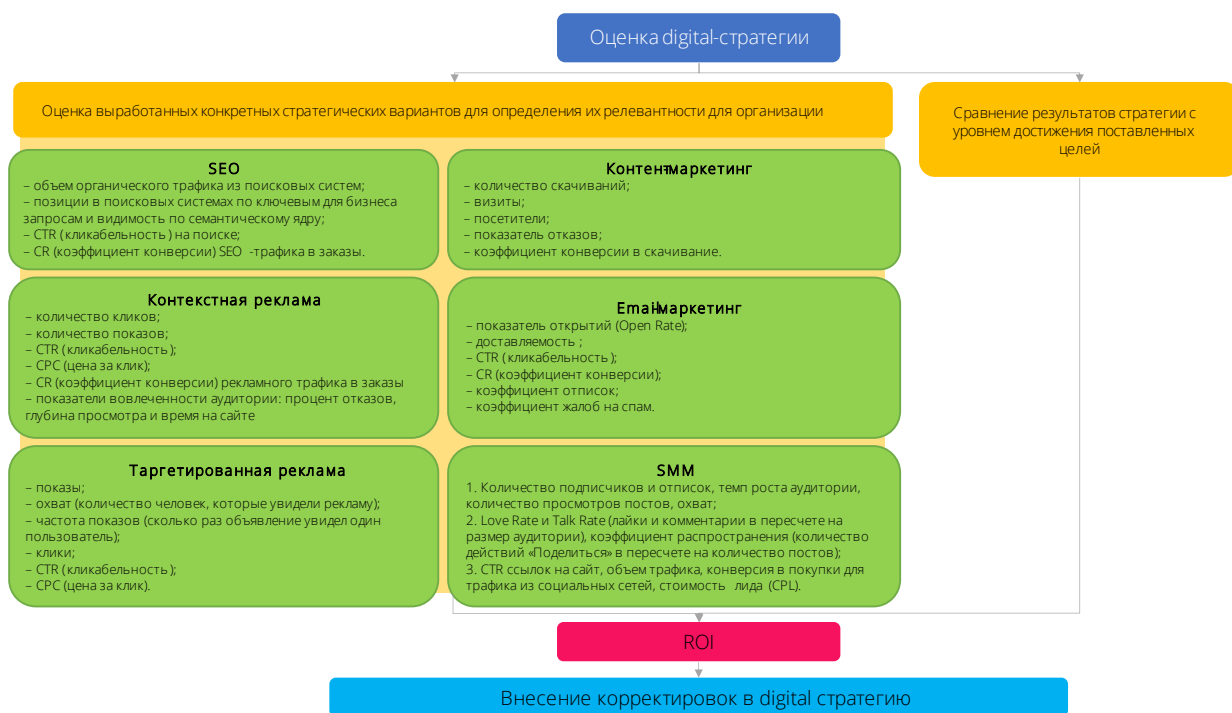 Оценка digital-стратегии
Оценка выработанных конкретных стратегических вариантов для определения их релевантности для организации
Сравнение результатов стратегии с
уровнем достижения поставленных
целей
SEO
– объем органического трафика из поисковых систем;
– позиции в поисковых системах по ключевым для бизнеса
запросам и видимость по семантическому ядру;
– CTR (кликабельность) на поиске;
– CR (коэффициент конверсии) SEO -трафика в заказы.
Контент-маркетинг
– количество скачиваний;
– визиты;
– посетители;
– показатель отказов;
– коэффициент конверсии в скачивание.
Контекстная реклама
– количество кликов;
– количество показов;
– CTR (кликабельность);
– CPC (цена за клик);
– CR (коэффициент конверсии) рекламного трафика в заказы
– показатели вовлеченности аудитории: процент отказов,
глубина просмотра и время на сайте
Email-маркетинг
– показатель открытий (Open Rate);
– доставляемость ;
– CTR (кликабельность);
– CR (коэффициент конверсии);
– коэффициент отписок;
– коэффициент жалоб на спам.
Таргетированная реклама
– показы;
– охват (количество человек, которые увидели рекламу);
– частота показов (сколько раз объявление увидел один
пользователь);
– клики;
– CTR (кликабельность);
– CPC (цена за клик).
SMM
1. Количество подписчиков и отписок, темп роста аудитории,
количество просмотров постов, охват;
2. Love Rate и Talk Rate (лайки и комментарии в пересчете на
размер аудитории), коэффициент распространения (количество
действий «Поделиться» в пересчете на количество постов);
3. CTR ссылок на сайт, объем трафика, конверсия в покупки для
трафика из социальных сетей, стоимость лида (CPL).
ROI
Внесение корректировок в digital стратегию